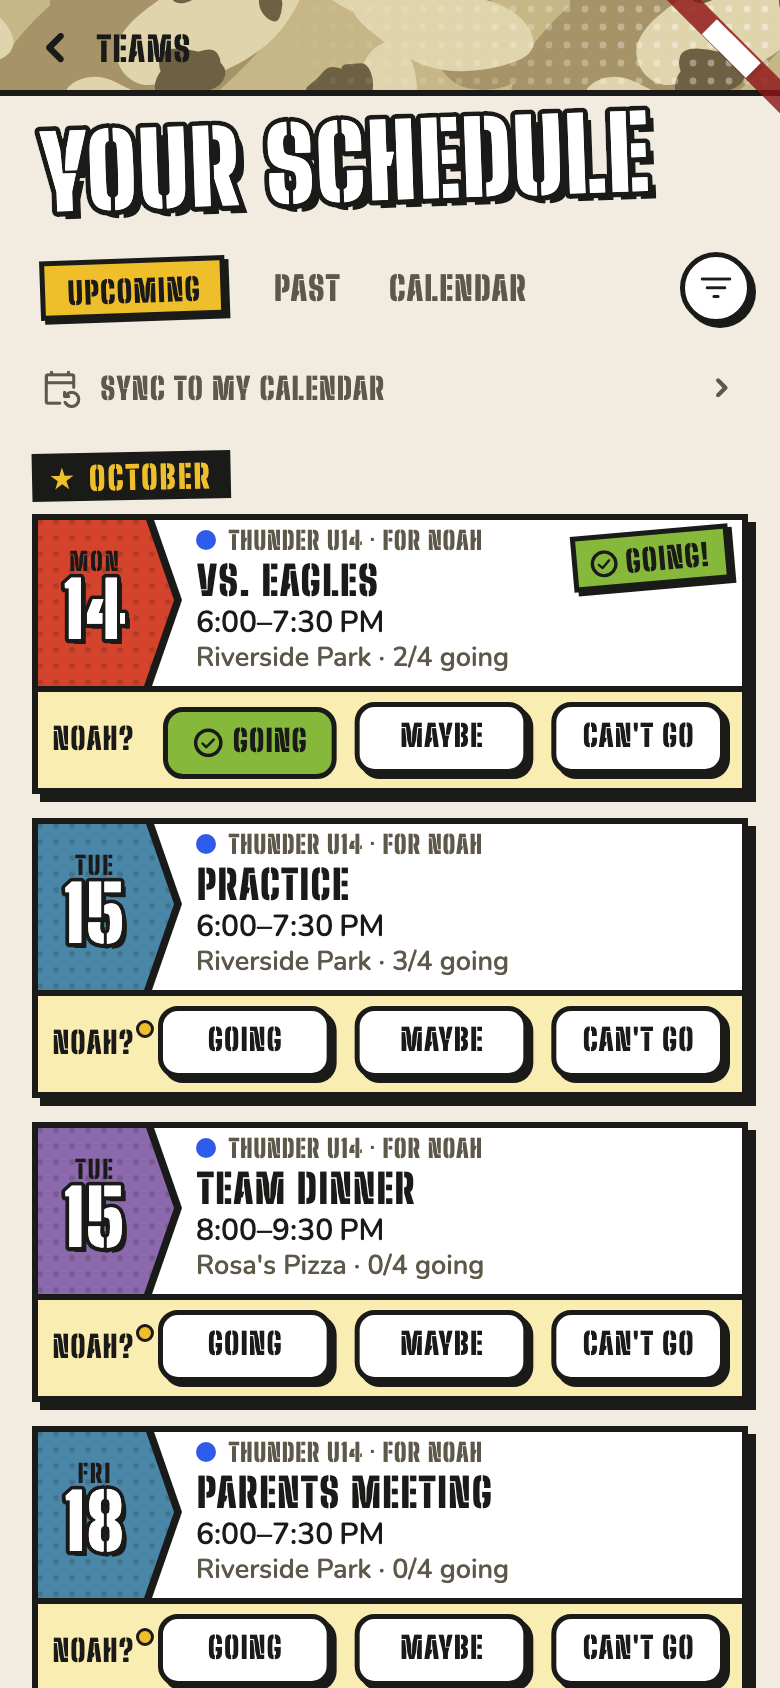 TEAMS
YOUR SCHEDULE
UPCOMING PAST CALENDAR
SYNC TO MY CALENDAR
★ OCTOBER
MON
14
THUNDER U14 · FOR NOAH
VS. EAGLES
6:00–7:30 PM
Riverside Park · 2/4 going
GOING!
NOAH? GOING MAYBE CAN'T GO
TUE
15
THUNDER U14 · FOR NOAH
PRACTICE
6:00–7:30 PM
Riverside Park · 3/4 going
NOAH? GOING MAYBE CAN'T GO
TUE
15
THUNDER U14 · FOR NOAH
TEAM DINNER
8:00–9:30 PM
Rosa's Pizza · 0/4 going
NOAH? GOING MAYBE CAN'T GO
FRI
18
THUNDER U14 · FOR NOAH
PARENTS MEETING
6:00–7:30 PM
Riverside Park · 0/4 going
NOAH? GOING MAYBE CAN'T GO